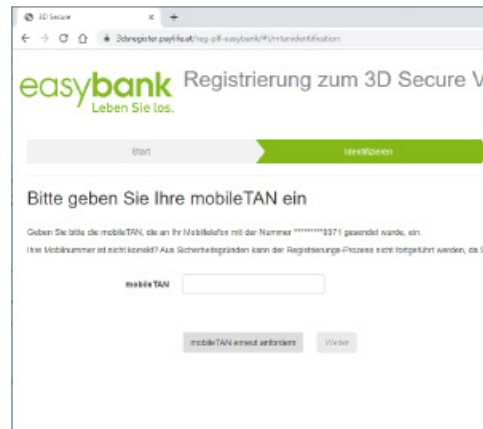 3D Secure
3dsregister.paylife.at/reg-plf-easybank/#!/mtanidentification
easybank
Leben Sie los.
Registrierung zum 3D Secure V
Start
Identifizieren
Bitte geben Sie Ihre mobileTAN ein
Geben Sie bitte die mobileTAN, die an Ihr Mobiltelefon mit der Nummer gesendet wurde, ein.
Ihre Mobilnummer ist nicht korrekt? Aus Sicherheitsgründen kann der Registrierungs-Prozess nicht fortgeführt werden, da
mobileTAN
mobileTAN erneut anfordern
Weiter